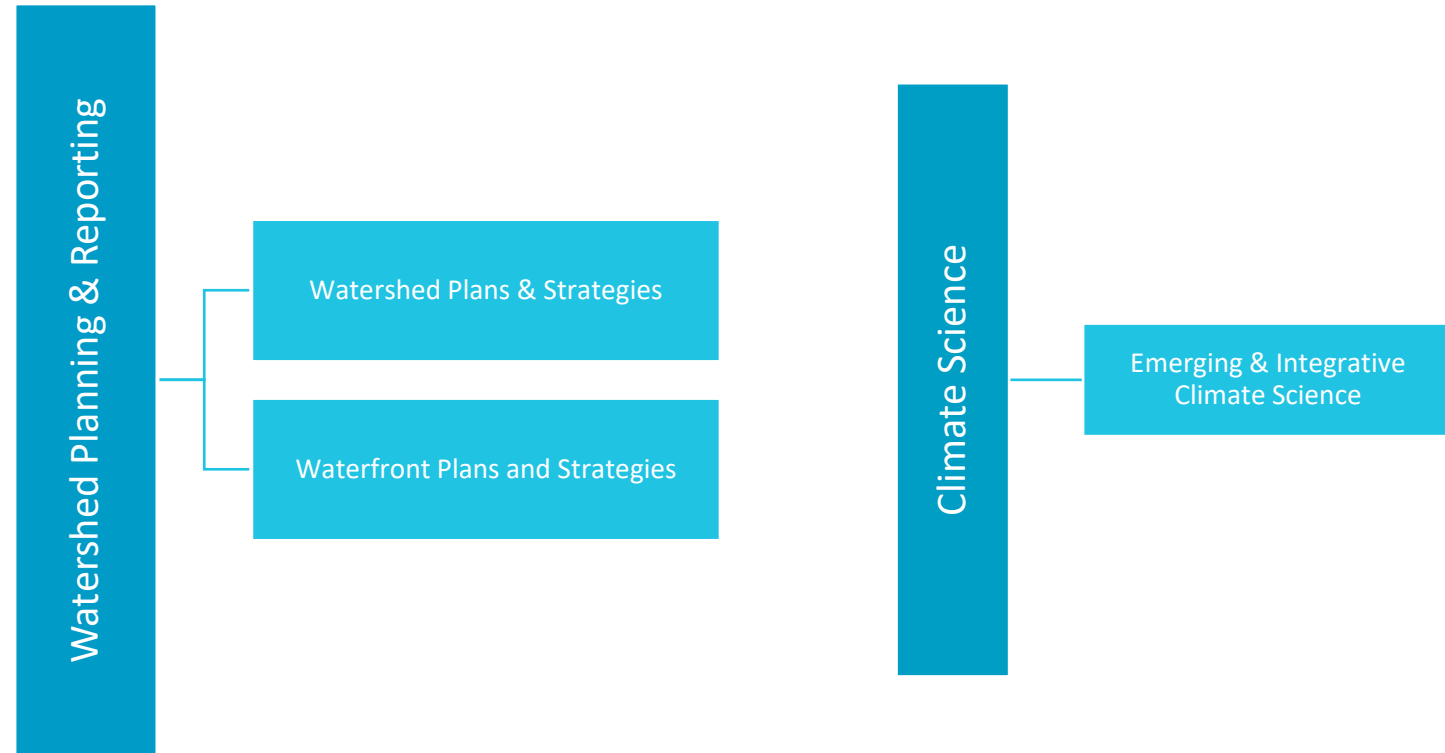 Watershed Planning & Reporting
Watershed Plans & Strategies
Waterfront Plans and Strategies
Climate Science
Emerging & Integrative
Climate Science